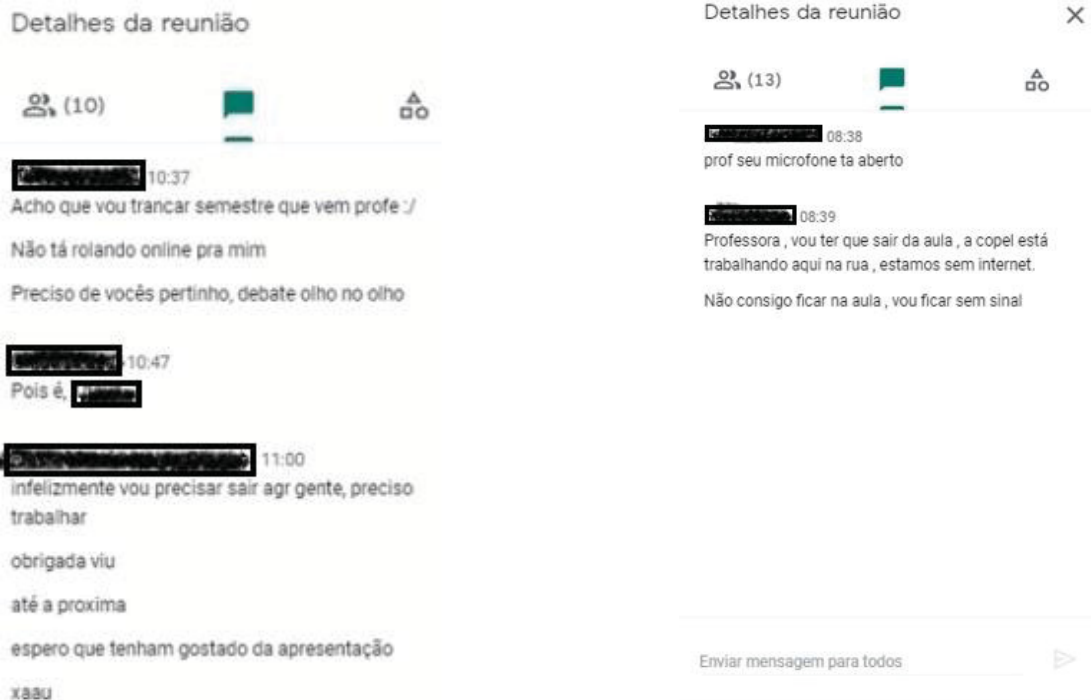 Detalhes da reunião
(10)
10:37
Acho que vou trancar semestre que vem profe :/
Não tá rolando online pra mim
Preciso de vocês pertinho, debate olho no olho
10:47
Pois é,
11:00
infelizmente vou precisar sair agr gente, preciso
trabalhar
obrigada viu
até a proxima
espero que tenham gostado da apresentação
xaau
Detalhes da reunião
(13)
08:38
prof seu microfone ta aberto
08:39
Professora , vou ter que sair da aula , a copel está
trabalhando aqui na rua , estamos sem internet.
Não consigo ficar na aula , vou ficar sem sinal
Enviar mensagem para todos